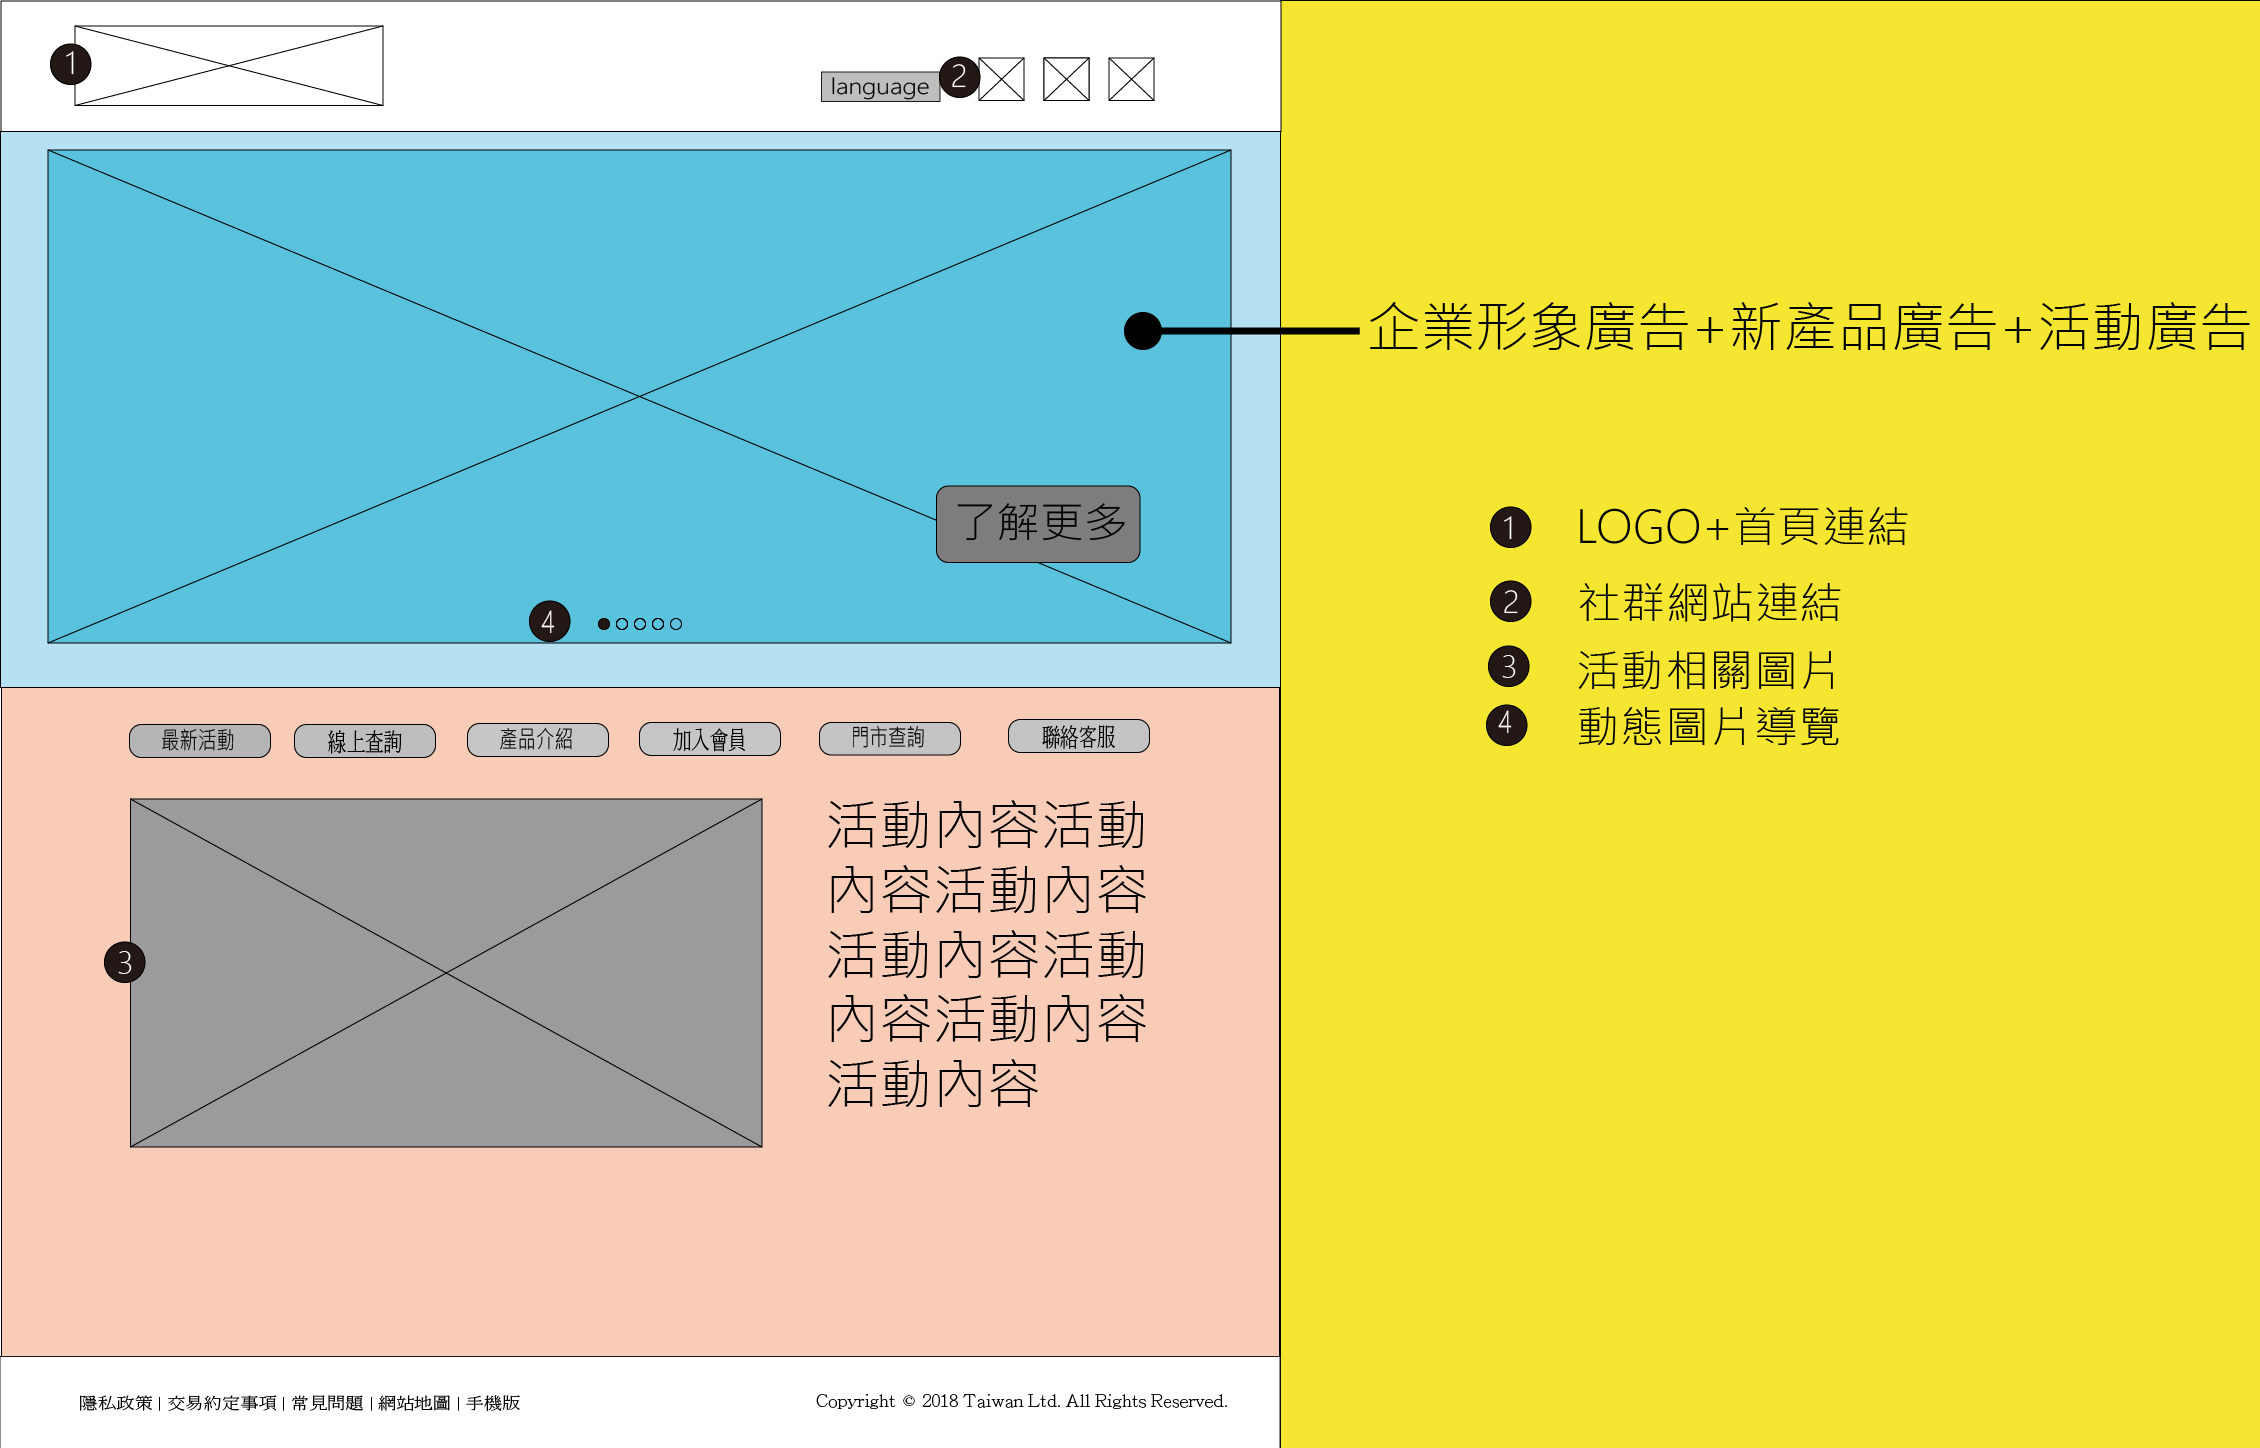 1
language
2
了解更多
4
最新活動
線上查詢
產品介紹
加入會員
門市查詢
聯絡客服
3
活動內容活動
內容活動內容
活動內容活動
內容活動內容
活動內容
隱私政策 | 交易約定事項 | 常見問題 | 網站地圖 | 手機版
Copyright © 2018 Taiwan Ltd. All Rights Reserved.
企業形象廣告+新產品廣告+活動廣告
1 LOGO+首頁連結
2 社群網站連結
3 活動相關圖片
4 動態圖片導覽